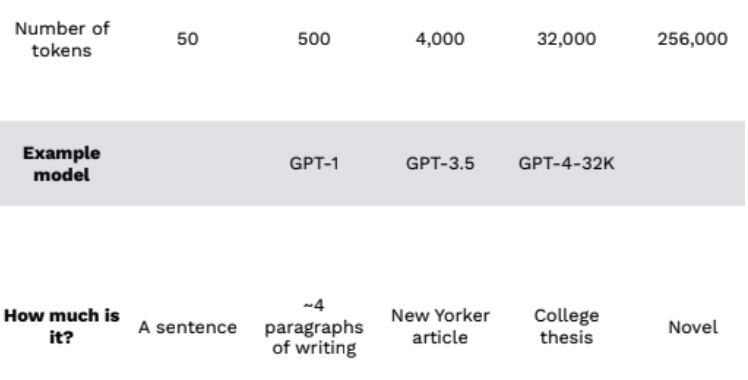 Number of tokens 50 500 4,000 32,000 256,000
Example model GPT-1 GPT-3.5 GPT-4-32K
How much is it? A sentence ~4 paragraphs of writing New Yorker article College thesis Novel